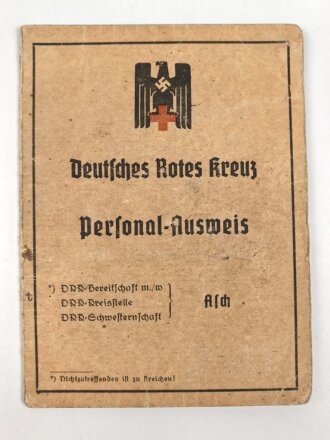 Deutsches Rotes Kreuz
Personal-Ausweis
*) DRK-Bereitschaft m./w
DRK-Kreisstelle
DRK-Schwesternschaft
Asch
*) Nichtzutreffendes ist zu streichen!